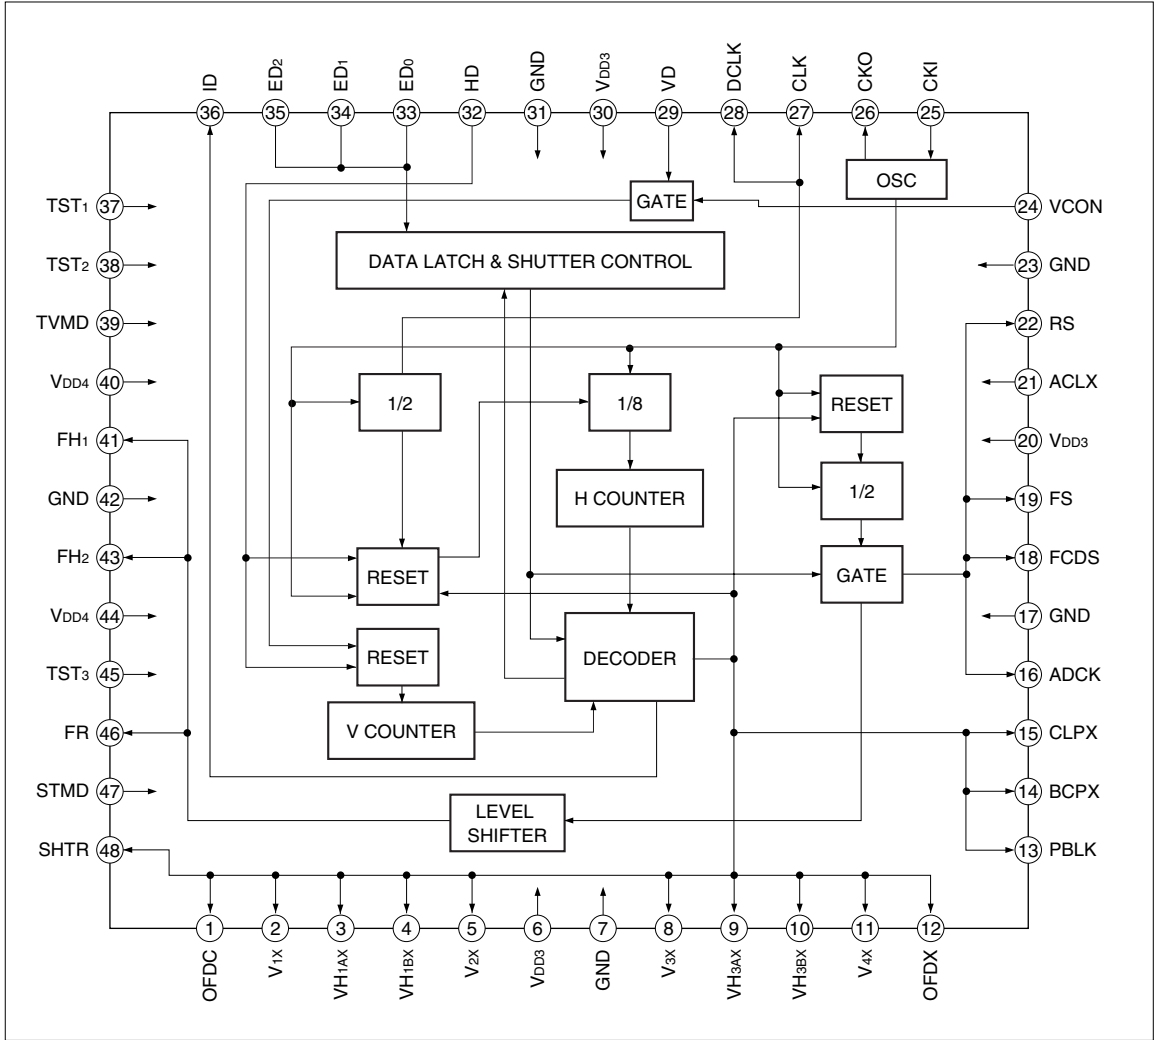 ID
ED2
ED1
ED0
HD
GND
VDD3
VD
DCLK
CLK
CKO
CKI
36
35
34
33
32
31
30
29
28
27
26
25
OSC
TST1 37
GATE
24 VCON
TST2 38
DATA LATCH & SHUTTER CONTROL
23 GND
TVMD 39
22 RS
VDD4 40
1/2
1/8
RESET
21 ACLX
FH1 41
20 VDD3
GND 42
H COUNTER
1/2
19 FS
FH2 43
RESET
GATE
18 FCDS
VDD4 44
17 GND
TST3 45
RESET
DECODER
16 ADCK
FR 46
V COUNTER
15 CLPX
STMD 47
LEVEL
SHIFTER
14 BCPX
SHTR 48
13 PBLK
1
2
3
4
5
6
7
8
9
10
11
12
OFDC
V1X
VH1AX
VH1BX
V2X
VDD3
GND
V3X
VH3AX
VH3BX
V4X
OFDX